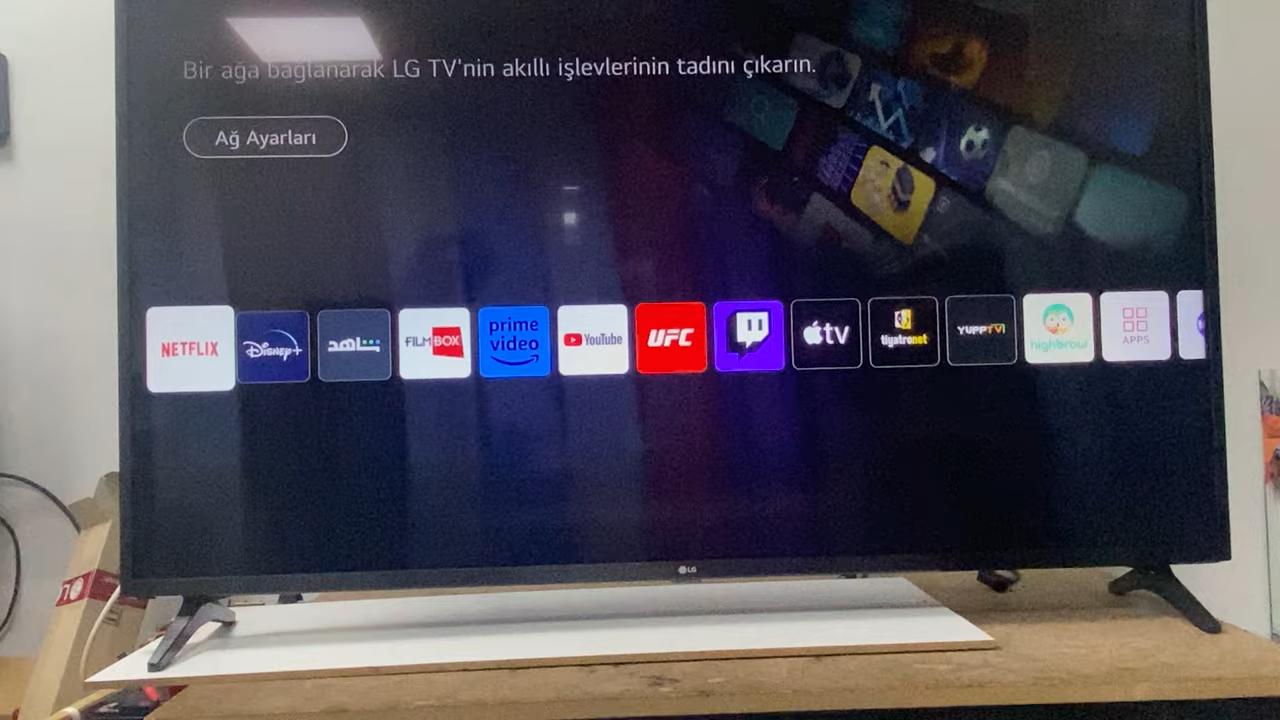 Bir ağa bağlanarak LG TV'nin akıllı işlevlerinin tadını çıkarın.
Ağ Ayarları
NETFLIX
Disney+
شاهد
FILMBOX
prime video
YouTube
UFC
tv
tiyatronet
YUPPTV
highbrow
APPS
LG